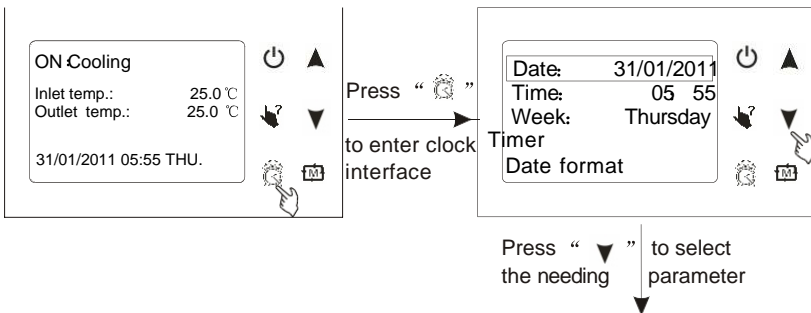 ON:Cooling
Inlet temp.: 25.0 ℃
Outlet temp.: 25.0 ℃
31/01/2011 05:55 THU.
?
M
Press “ ”
to enter clock
interface
Date: 31/01/2011
Time: 05 55
Week: Thursday
Timer
Date format
?
M
Press “ ▼ ” to select
the needing parameter